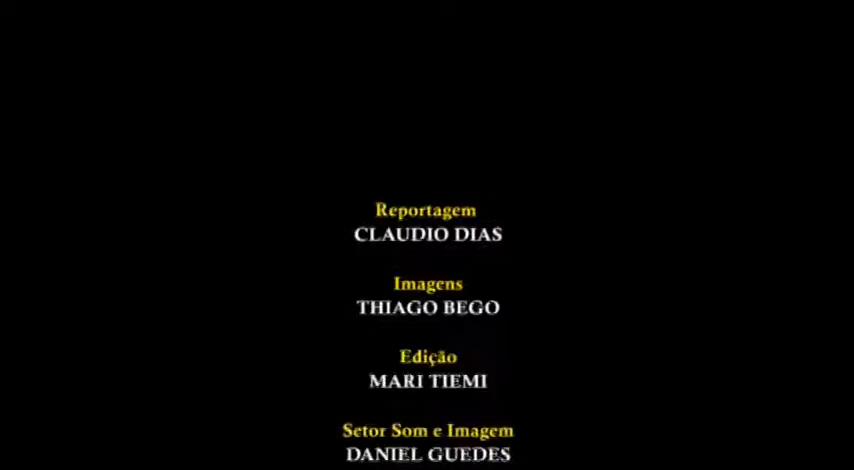 Reportagem
CLAUDIO DIAS
Imagens
THIAGO BEGO
Edição
MARI TIEMI
Setor Som e Imagem
DANIEL GUEDES